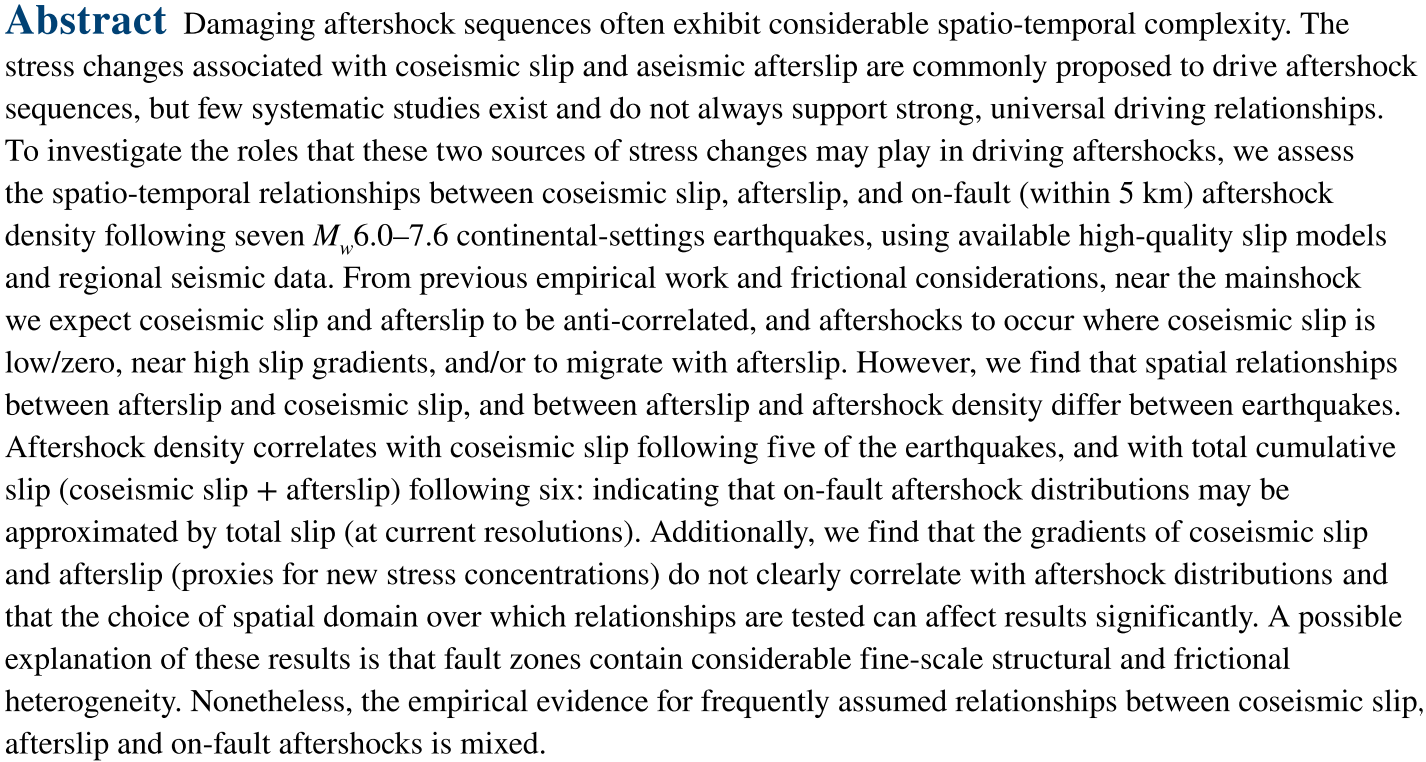 Abstract Damaging aftershock sequences often exhibit considerable spatio-temporal complexity. The
stress changes associated with coseismic slip and aseismic afterslip are commonly proposed to drive aftershock
sequences, but few systematic studies exist and do not always support strong, universal driving relationships.
To investigate the roles that these two sources of stress changes may play in driving aftershocks, we assess
the spatio-temporal relationships between coseismic slip, afterslip, and on-fault (within 5 km) aftershock
density following seven Mw6.0–7.6 continental-settings earthquakes, using available high-quality slip models
and regional seismic data. From previous empirical work and frictional considerations, near the mainshock
we expect coseismic slip and afterslip to be anti-correlated, and aftershocks to occur where coseismic slip is
low/zero, near high slip gradients, and/or to migrate with afterslip. However, we find that spatial relationships
between afterslip and coseismic slip, and between afterslip and aftershock density differ between earthquakes.
Aftershock density correlates with coseismic slip following five of the earthquakes, and with total cumulative
slip (coseismic slip + afterslip) following six: indicating that on-fault aftershock distributions may be
approximated by total slip (at current resolutions). Additionally, we find that the gradients of coseismic slip
and afterslip (proxies for new stress concentrations) do not clearly correlate with aftershock distributions and
that the choice of spatial domain over which relationships are tested can affect results significantly. A possible
explanation of these results is that fault zones contain considerable fine-scale structural and frictional
heterogeneity. Nonetheless, the empirical evidence for frequently assumed relationships between coseismic slip,
afterslip and on-fault aftershocks is mixed.